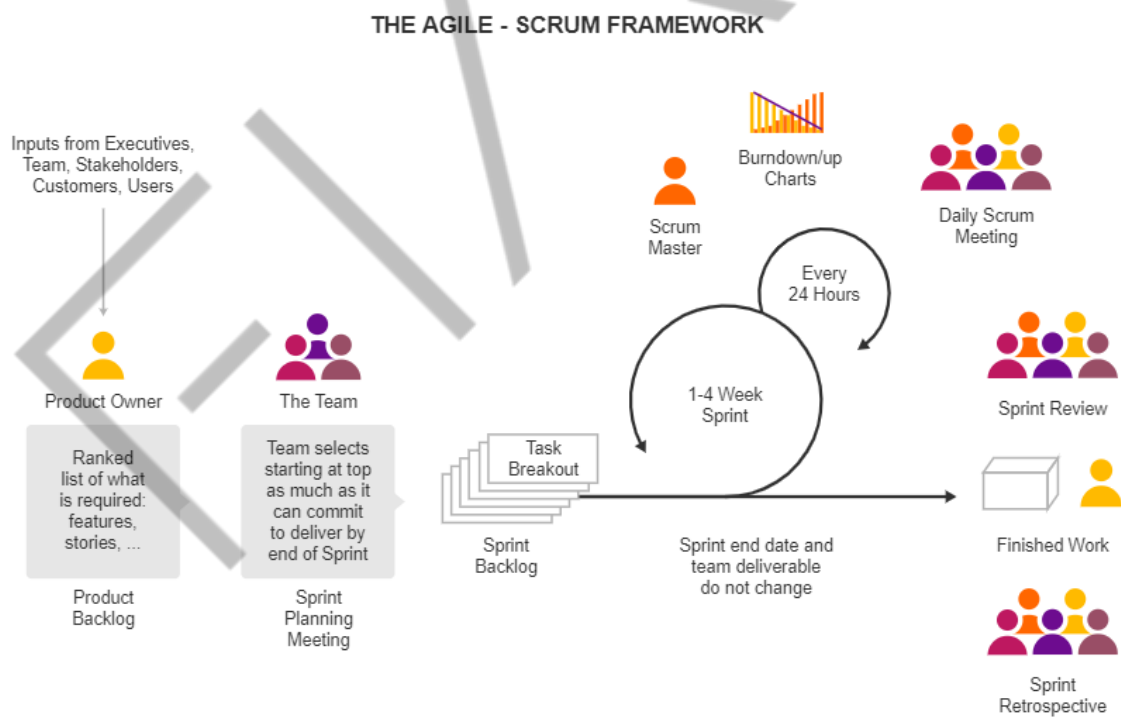 THE AGILE - SCRUM FRAMEWORK
Inputs from Executives,
Team, Stakeholders,
Customers, Users
Product Owner
Ranked
list of what
is required:
features,
stories, ...
Product
Backlog
The Team
Team selects
starting at top
as much as it
can commit
to deliver by
end of Sprint
Sprint
Planning
Meeting
Task
Breakout
Sprint
Backlog
Scrum
Master
Burndown/up
Charts
Daily Scrum
Meeting
Every
24 Hours
1-4 Week
Sprint
Sprint end date and
team deliverable
do not change
Sprint Review
Finished Work
Sprint
Retrospective